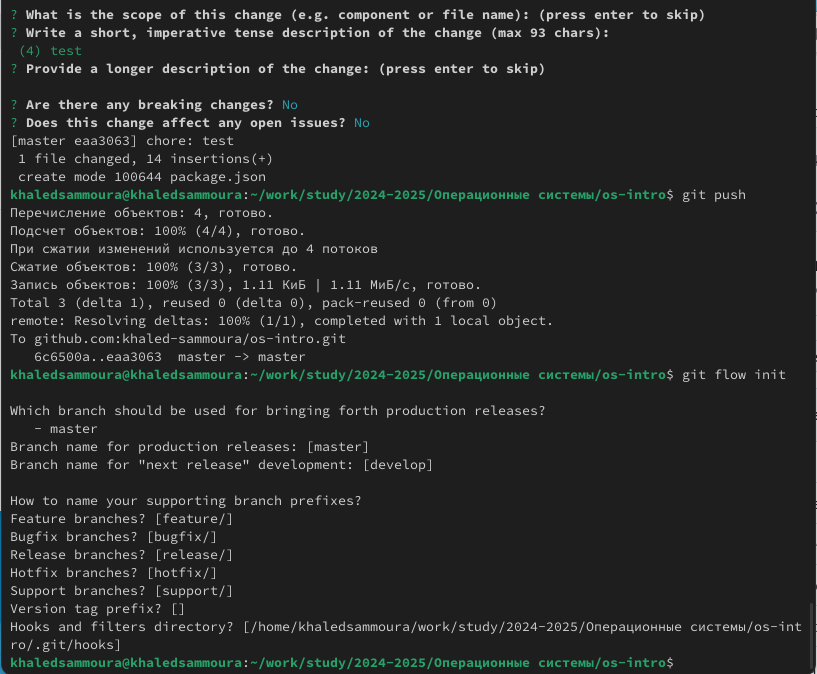 ? What is the scope of this change (e.g. component or file name): (press enter to skip)
? Write a short, imperative tense description of the change (max 93 chars):
(4) test
? Provide a longer description of the change: (press enter to skip)
? Are there any breaking changes? No
? Does this change affect any open issues? No
[master eaa3063] chore: test
1 file changed, 14 insertions(+)
create mode 100644 package.json
khaledsammoura@khaledsammoura:~/work/study/2024-2025/Операционные системы/os-intro$ git push
Перечисление объектов: 4, готово.
Подсчет объектов: 100% (4/4), готово.
При сжатии изменений используется до 4 потоков
Сжатие объектов: 100% (3/3), готово.
Запись объектов: 100% (3/3), 1.11 КиБ | 1.11 МиБ/с, готово.
Total 3 (delta 1), reused 0 (delta 0), pack-reused 0 (from 0)
remote: Resolving deltas: 100% (1/1), completed with 1 local object.
To github.com:khaled-sammoura/os-intro.git
6c6500a..eaa3063  master -> master
khaledsammoura@khaledsammoura:~/work/study/2024-2025/Операционные системы/os-intro$ git flow init
Which branch should be used for bringing forth production releases?
- master
Branch name for production releases: [master]
Branch name for "next release" development: [develop]
How to name your supporting branch prefixes?
Feature branches? [feature/]
Bugfix branches? [bugfix/]
Release branches? [release/]
Hotfix branches? [hotfix/]
Support branches? [support/]
Version tag prefix? []
Hooks and filters directory? [/home/khaledsammoura/work/study/2024-2025/Операционные системы/os-int
ro/.git/hooks]
khaledsammoura@khaledsammoura:~/work/study/2024-2025/Операционные системы/os-intro$